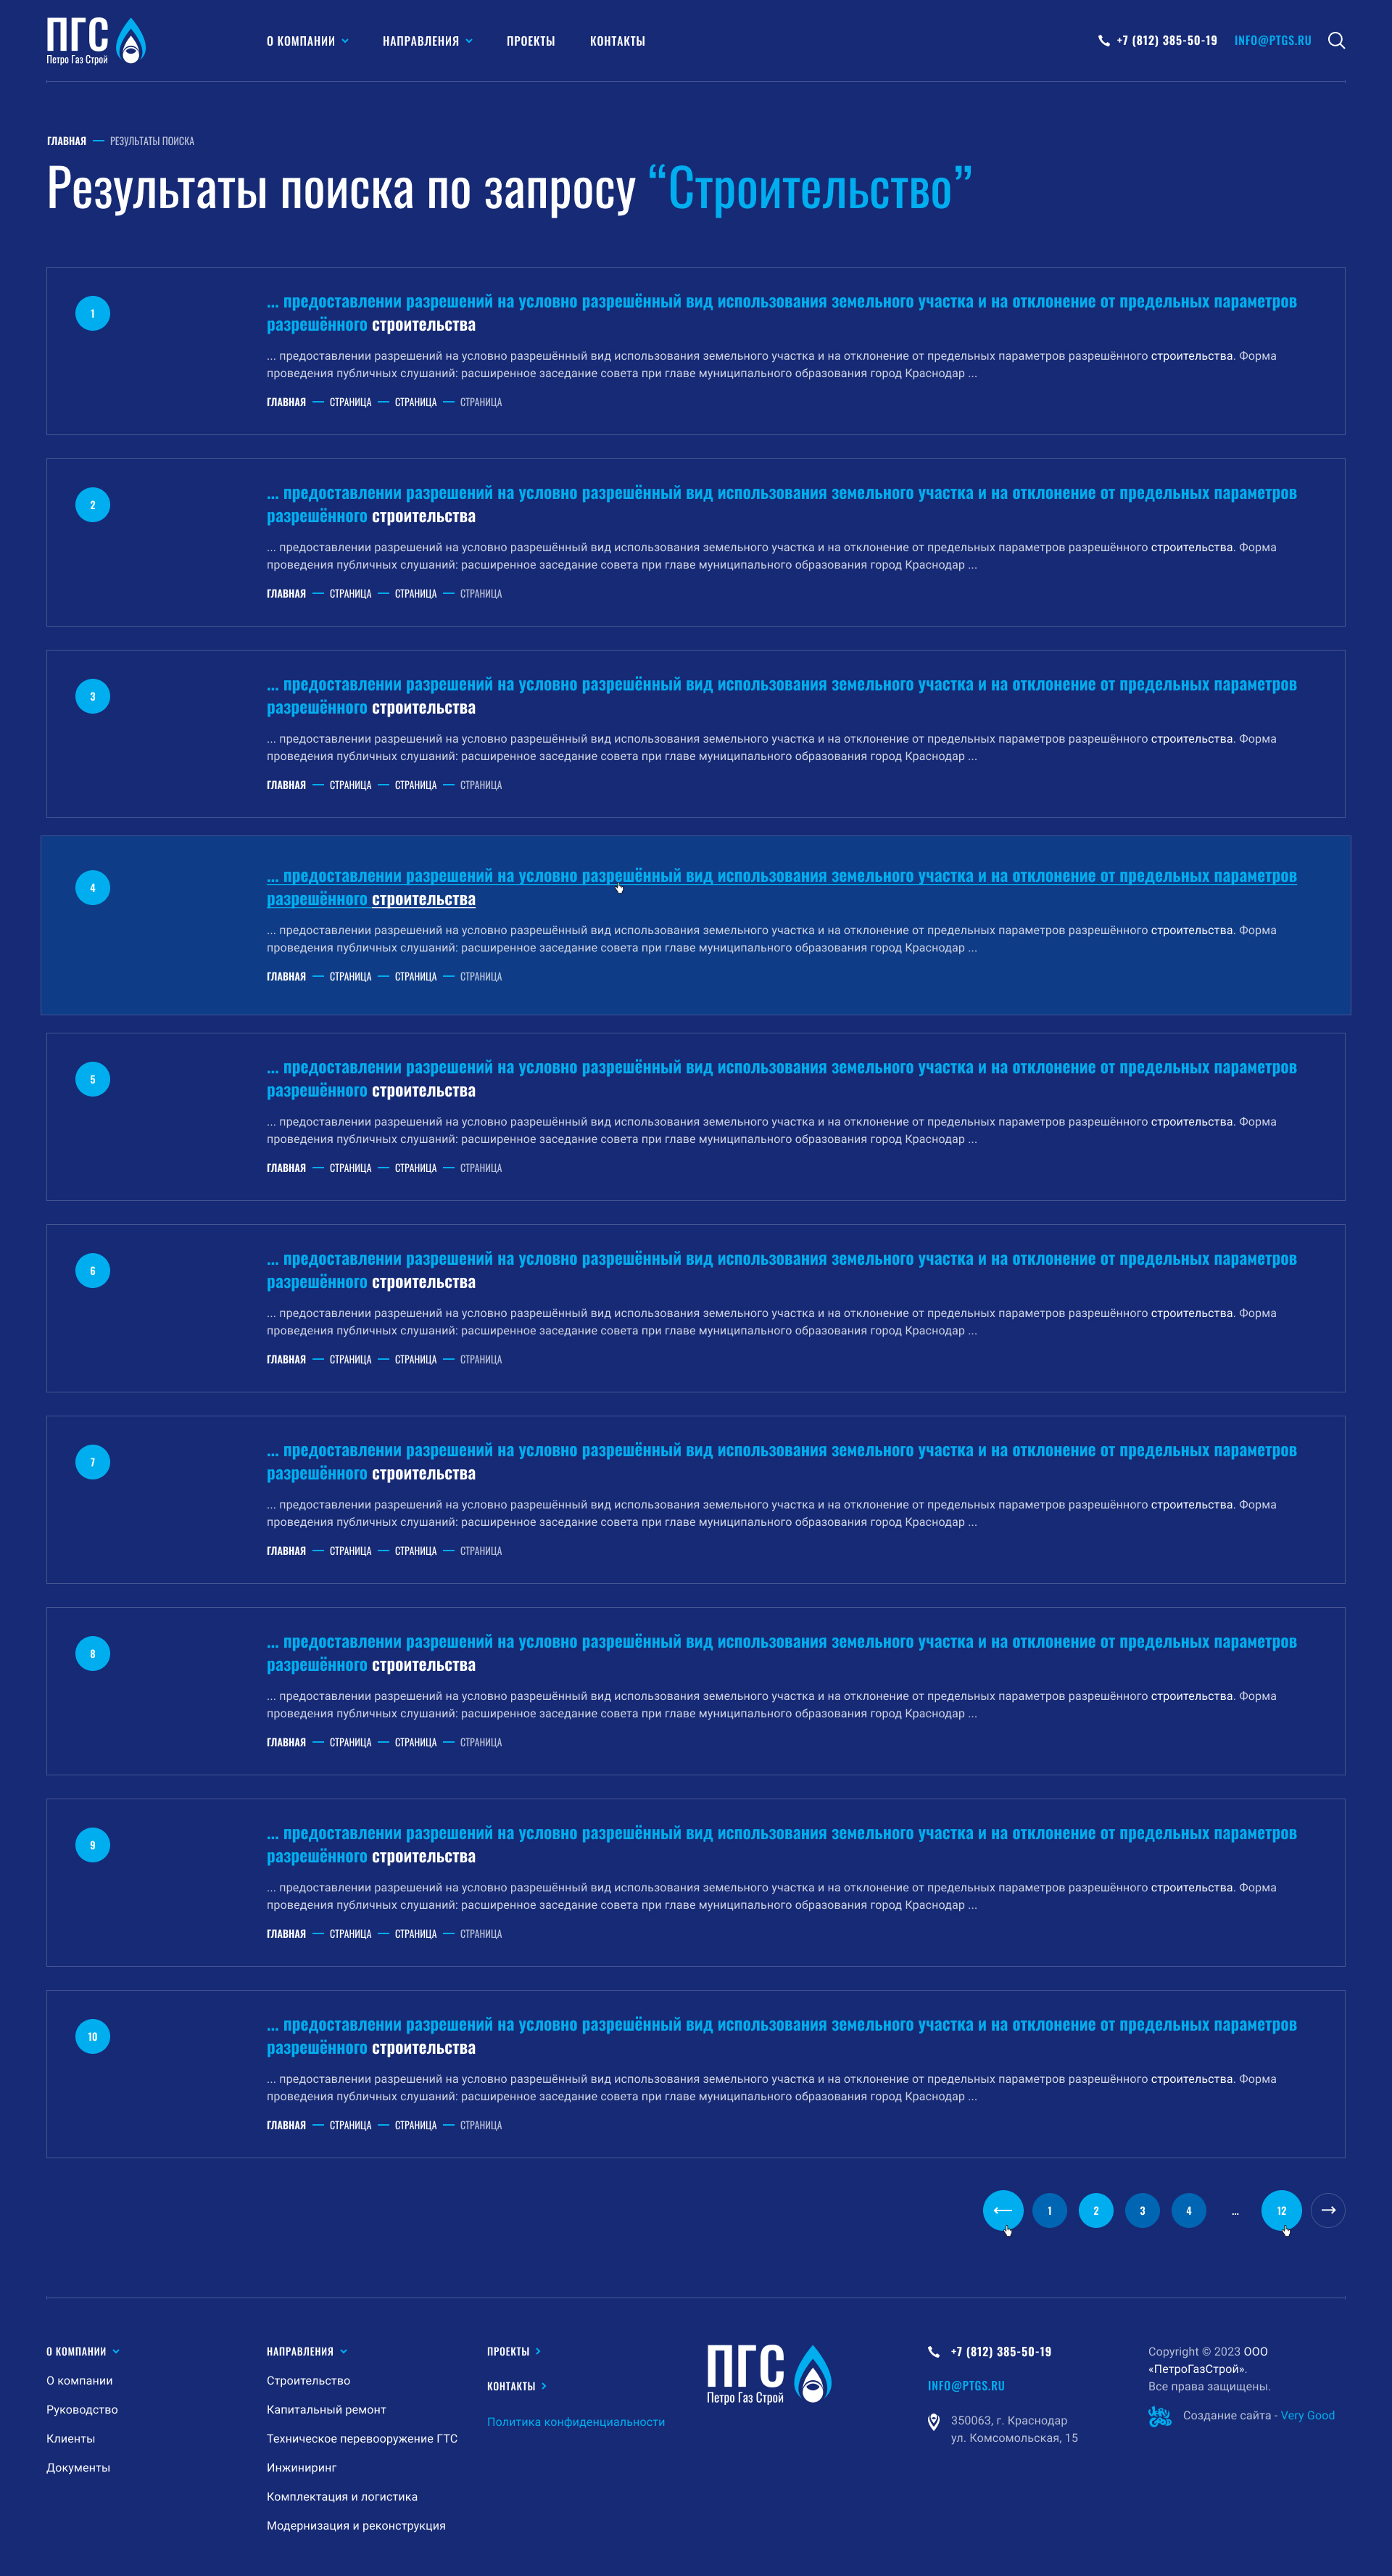 ПГС
Петро Газ Строй
О КОМПАНИИ НАПРАВЛЕНИЯ ПРОЕКТЫ КОНТАКТЫ
+7 (812) 385-50-19 INFO@PTGS.RU
ГЛАВНАЯ — РЕЗУЛЬТАТЫ ПОИСКА
Результаты поиска по запросу “Строительство”
1
... предоставлении разрешений на условно разрешённый вид использования земельного участка и на отклонение от предельных параметров
разрешённого строительства
... предоставлении разрешений на условно разрешённый вид использования земельного участка и на отклонение от предельных параметров разрешённого строительства. Форма
проведения публичных слушаний: расширенное заседание совета при главе муниципального образования город Краснодар ...
ГЛАВНАЯ — СТРАНИЦА — СТРАНИЦА — СТРАНИЦА
2
... предоставлении разрешений на условно разрешённый вид использования земельного участка и на отклонение от предельных параметров
разрешённого строительства
... предоставлении разрешений на условно разрешённый вид использования земельного участка и на отклонение от предельных параметров разрешённого строительства. Форма
проведения публичных слушаний: расширенное заседание совета при главе муниципального образования город Краснодар ...
ГЛАВНАЯ — СТРАНИЦА — СТРАНИЦА — СТРАНИЦА
3
... предоставлении разрешений на условно разрешённый вид использования земельного участка и на отклонение от предельных параметров
разрешённого строительства
... предоставлении разрешений на условно разрешённый вид использования земельного участка и на отклонение от предельных параметров разрешённого строительства. Форма
проведения публичных слушаний: расширенное заседание совета при главе муниципального образования город Краснодар ...
ГЛАВНАЯ — СТРАНИЦА — СТРАНИЦА — СТРАНИЦА
4
... предоставлении разрешений на условно разрешённый вид использования земельного участка и на отклонение от предельных параметров
разрешённого строительства
... предоставлении разрешений на условно разрешённый вид использования земельного участка и на отклонение от предельных параметров разрешённого строительства. Форма
проведения публичных слушаний: расширенное заседание совета при главе муниципального образования город Краснодар ...
ГЛАВНАЯ — СТРАНИЦА — СТРАНИЦА — СТРАНИЦА
5
... предоставлении разрешений на условно разрешённый вид использования земельного участка и на отклонение от предельных параметров
разрешённого строительства
... предоставлении разрешений на условно разрешённый вид использования земельного участка и на отклонение от предельных параметров разрешённого строительства. Форма
проведения публичных слушаний: расширенное заседание совета при главе муниципального образования город Краснодар ...
ГЛАВНАЯ — СТРАНИЦА — СТРАНИЦА — СТРАНИЦА
6
... предоставлении разрешений на условно разрешённый вид использования земельного участка и на отклонение от предельных параметров
разрешённого строительства
... предоставлении разрешений на условно разрешённый вид использования земельного участка и на отклонение от предельных параметров разрешённого строительства. Форма
проведения публичных слушаний: расширенное заседание совета при главе муниципального образования город Краснодар ...
ГЛАВНАЯ — СТРАНИЦА — СТРАНИЦА — СТРАНИЦА
7
... предоставлении разрешений на условно разрешённый вид использования земельного участка и на отклонение от предельных параметров
разрешённого строительства
... предоставлении разрешений на условно разрешённый вид использования земельного участка и на отклонение от предельных параметров разрешённого строительства. Форма
проведения публичных слушаний: расширенное заседание совета при главе муниципального образования город Краснодар ...
ГЛАВНАЯ — СТРАНИЦА — СТРАНИЦА — СТРАНИЦА
8
... предоставлении разрешений на условно разрешённый вид использования земельного участка и на отклонение от предельных параметров
разрешённого строительства
... предоставлении разрешений на условно разрешённый вид использования земельного участка и на отклонение от предельных параметров разрешённого строительства. Форма
проведения публичных слушаний: расширенное заседание совета при главе муниципального образования город Краснодар ...
ГЛАВНАЯ — СТРАНИЦА — СТРАНИЦА — СТРАНИЦА
9
... предоставлении разрешений на условно разрешённый вид использования земельного участка и на отклонение от предельных параметров
разрешённого строительства
... предоставлении разрешений на условно разрешённый вид использования земельного участка и на отклонение от предельных параметров разрешённого строительства. Форма
проведения публичных слушаний: расширенное заседание совета при главе муниципального образования город Краснодар ...
ГЛАВНАЯ — СТРАНИЦА — СТРАНИЦА — СТРАНИЦА
10
... предоставлении разрешений на условно разрешённый вид использования земельного участка и на отклонение от предельных параметров
разрешённого строительства
... предоставлении разрешений на условно разрешённый вид использования земельного участка и на отклонение от предельных параметров разрешённого строительства. Форма
проведения публичных слушаний: расширенное заседание совета при главе муниципального образования город Краснодар ...
ГЛАВНАЯ — СТРАНИЦА — СТРАНИЦА — СТРАНИЦА
1 2 3 4 ... 12
О КОМПАНИИ
О компании
Руководство
Клиенты
Документы
НАПРАВЛЕНИЯ
Строительство
Капитальный ремонт
Техническое перевооружение ГТС
Инжиниринг
Комплектация и логистика
Модернизация и реконструкция
ПРОЕКТЫ
КОНТАКТЫ
Политика конфиденциальности
ПГС
Петро Газ Строй
+7 (812) 385-50-19
INFO@PTGS.RU
350063, г. Краснодар
ул. Комсомольская, 15
Copyright © 2023 ООО
«ПетроГазСтрой».
Все права защищены.
Создание сайта - Very Good